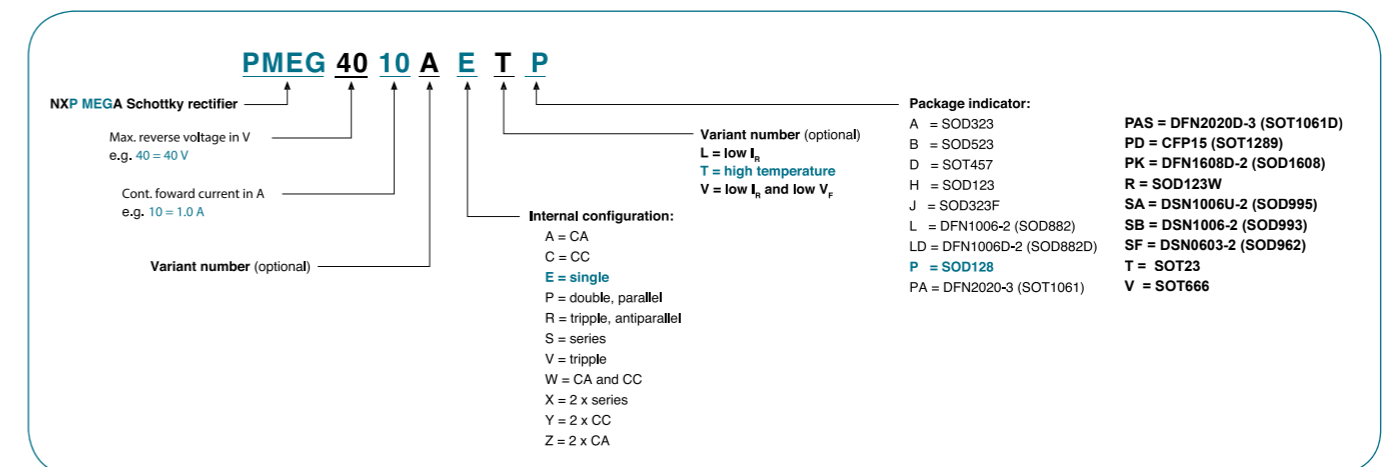 PMEG 40 10 A E T P
NXP MEGA Schottky rectifier
Max. reverse voltage in V
e.g. 40 = 40 V
Cont. foward current in A
e.g. 10 = 1.0 A
Variant number (optional)
Internal configuration:
A = CA
C = CC
E = single
P = double, parallel
R = tripple, antiparallel
S = series
V = tripple
W = CA and CC
X = 2 x series
Y = 2 x CC
Z = 2 x CA
Variant number (optional)
L = low IR
T = high temperature
V = low IR and low VF
Package indicator:
A = SOD323
B = SOD523
D = SOT457
H = SOD123
J = SOD323F
L = DFN1006-2 (SOD882)
LD = DFN1006D-2 (SOD882D)
P = SOD128
PA = DFN2020-3 (SOT1061)
PAS = DFN2020D-3 (SOT1061D)
PD = CFP15 (SOT1289)
PK = DFN1608D-2 (SOD1608)
R = SOD123W
SA = DSN1006U-2 (SOD995)
SB = DSN1006-2 (SOD993)
SF = DSN0603-2 (SOD962)
T = SOT23
V = SOT666